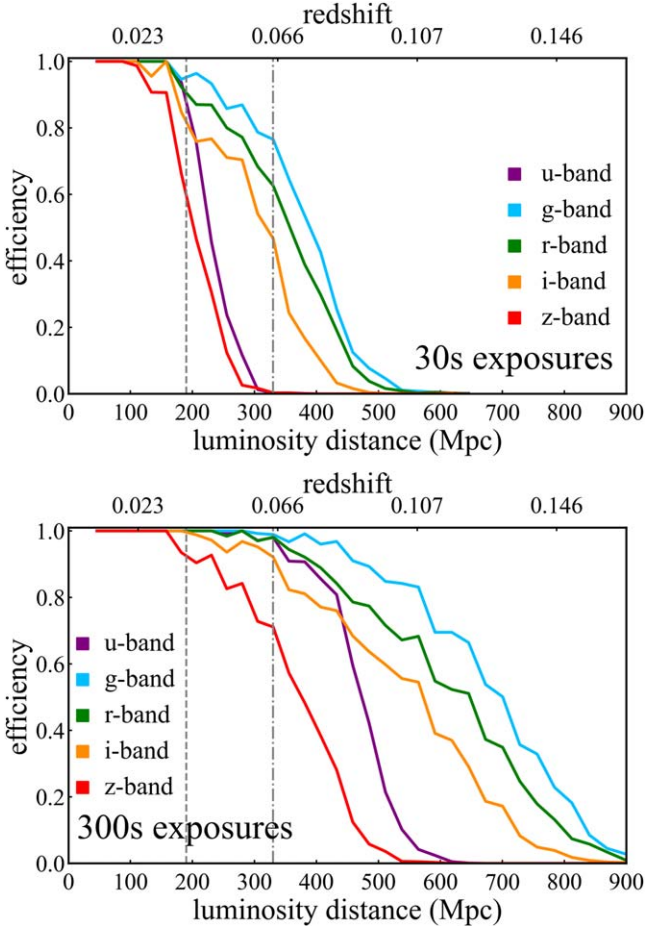 redshift
0.023 0.066 0.107 0.146
1.0
0.8
0.6
0.4
0.2
0.0
efficiency
u-band
g-band
r-band
i-band
z-band
30s exposures
0 100 200 300 400 500 600 700 800 900
luminosity distance (Mpc)
redshift
0.023 0.066 0.107 0.146
1.0
0.8
0.6
0.4
0.2
0.0
efficiency
u-band
g-band
r-band
i-band
z-band
300s exposures
0 100 200 300 400 500 600 700 800 900
luminosity distance (Mpc)